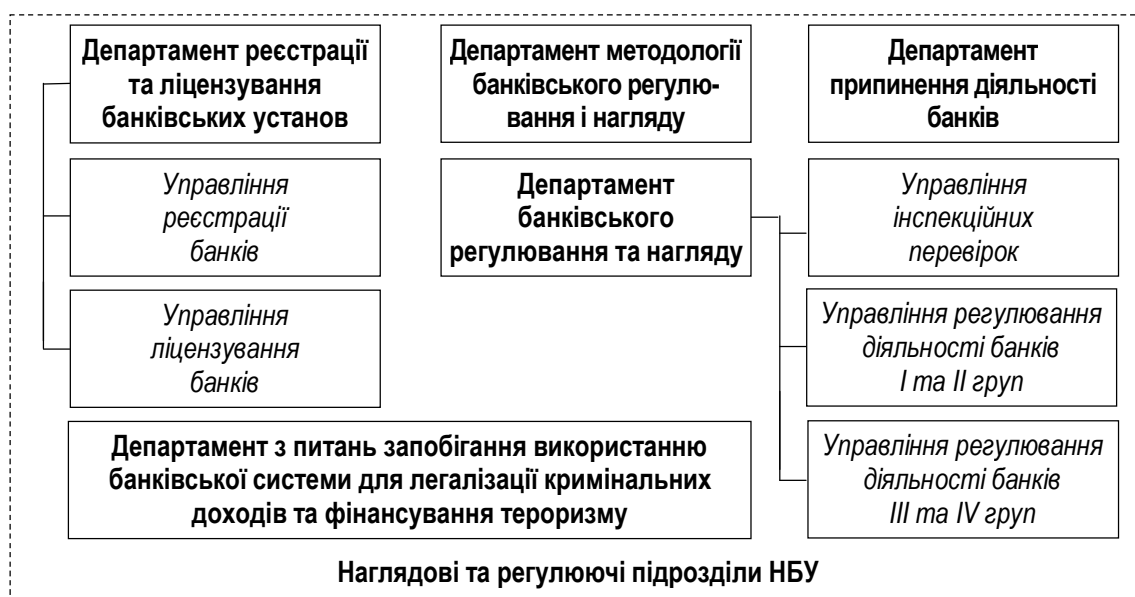 Департамент реєстрації
та ліцензування
банківських установ
Департамент методології
банківського регулю-
вання і нагляду
Департамент
припинення діяльності
банків
Управління
реєстрації
банків
Департамент
банківського
регулювання та нагляду
Управління
інспекційних
перевірок
Управління
ліцензування
банків
Управління регулювання
діяльності банків
I та II груп
Департамент з питань запобігання використанню
банківської системи для легалізації кримінальних
доходів та фінансування тероризму
Управління регулювання
діяльності банків
III та IV груп
Наглядові та регулюючі підрозділи НБУ